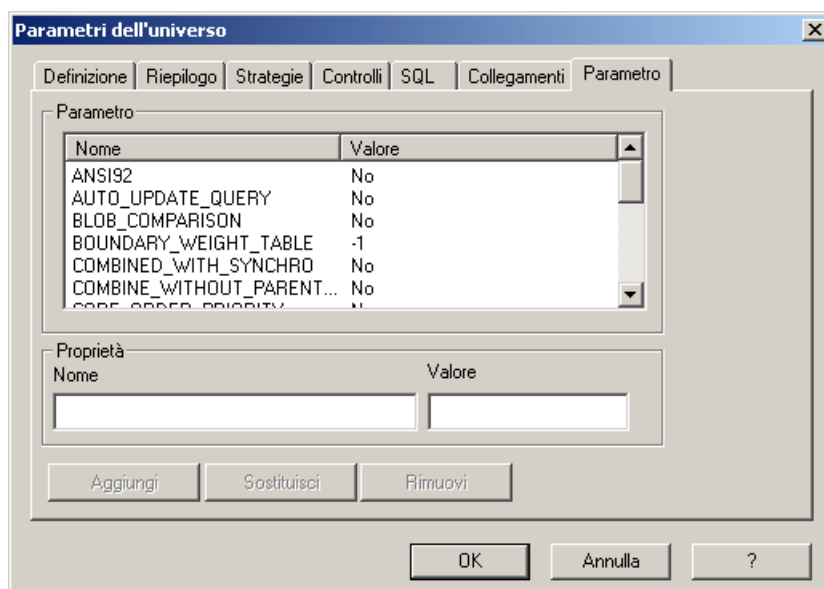 Parametri dell'universo
Definizione Riepilogo Strategie Controlli SQL Collegamenti Parametro
Parametro
Nome Valore
ANSI92 No
AUTO_UPDATE_QUERY No
BLOB_COMPARISON No
BOUNDARY_WEIGHT_TABLE -1
COMBINED_WITH_SYNCHRO No
COMBINE_WITHOUT_PARENT... No
Proprietà
Nome Valore
Aggiungi Sostituisci Rimuovi
OK Annulla ?